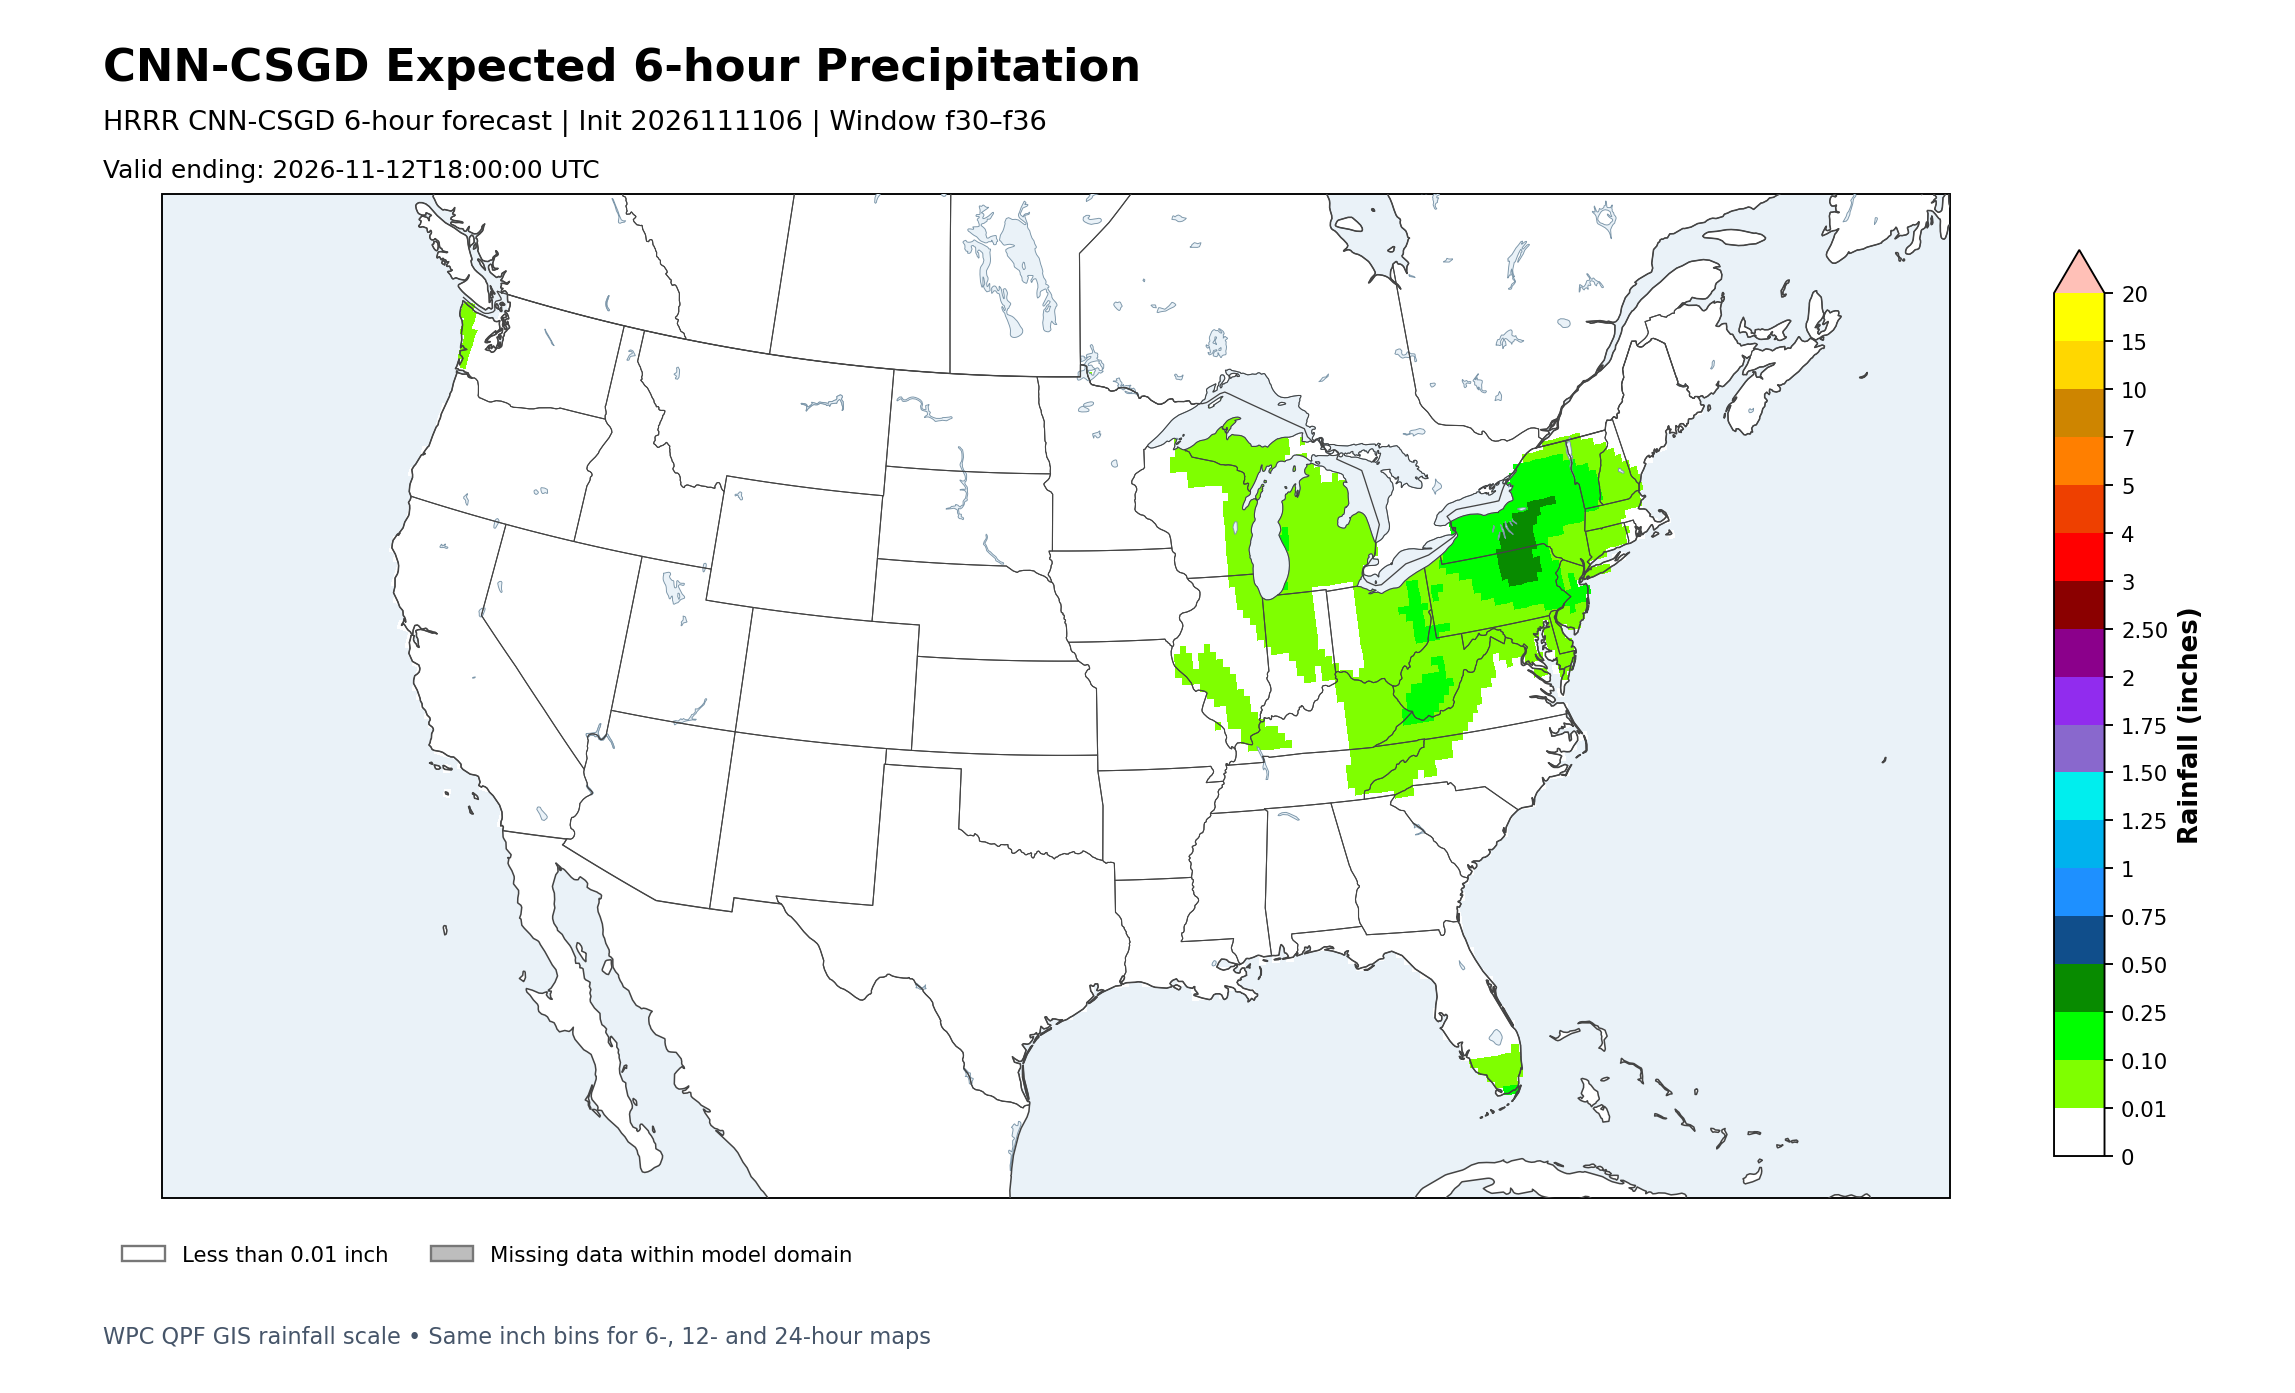 CNN-CSGD Expected 6-hour Precipitation
HRRR CNN-CSGD 6-hour forecast | Init 2026111106 | Window f30–f36
Valid ending: 2026-11-12T18:00:00 UTC
20
15
10
7
5
4
3
2.50
2
1.75
1.50
1.25
1
0.75
0.50
0.25
0.10
0.01
0
Rainfall (inches)
Less than 0.01 inch
Missing data within model domain
WPC QPF GIS rainfall scale • Same inch bins for 6-, 12- and 24-hour maps